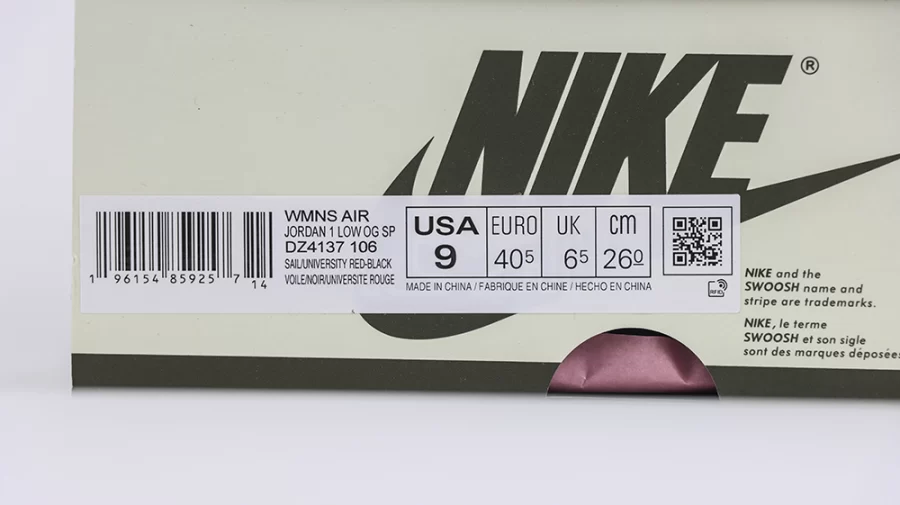 NIKE®
WMNS AIR
JORDAN 1 LOW OG SP
DZ4137 106
SAIL/UNIVERSITY RED-BLACK
VOILE/NOIR/UNIVERSITE ROUGE
1 96154 85925 7
14
USA EURO UK cm
9 40⁵ 6⁵ 26⁰
MADE IN CHINA / FABRIQUE EN CHINE / HECHO EN CHINA
RFID
NIKE and the
SWOOSH name and
stripe are trademarks.
NIKE, le terme
SWOOSH et son sigle
sont des marques déposées